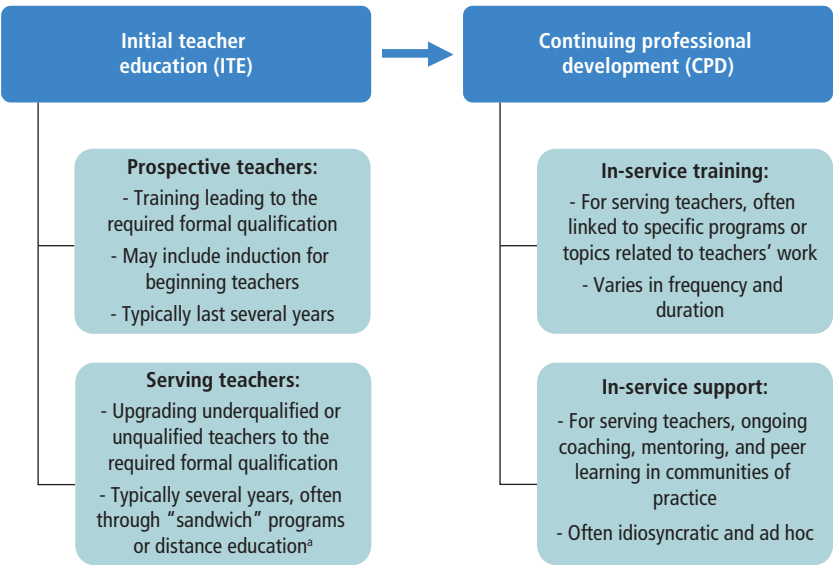 Initial teacher
education (ITE)
Prospective teachers:
- Training leading to the
required formal qualification
- May include induction for
beginning teachers
- Typically last several years
Serving teachers:
- Upgrading underqualified or
unqualified teachers to the
required formal qualification
- Typically several years, often
through “sandwich” programs
or distance educationᵃ
Continuing professional
development (CPD)
In-service training:
- For serving teachers, often
linked to specific programs or
topics related to teachers’ work
- Varies in frequency and
duration
In-service support:
- For serving teachers, ongoing
coaching, mentoring, and peer
learning in communities of
practice
- Often idiosyncratic and ad hoc